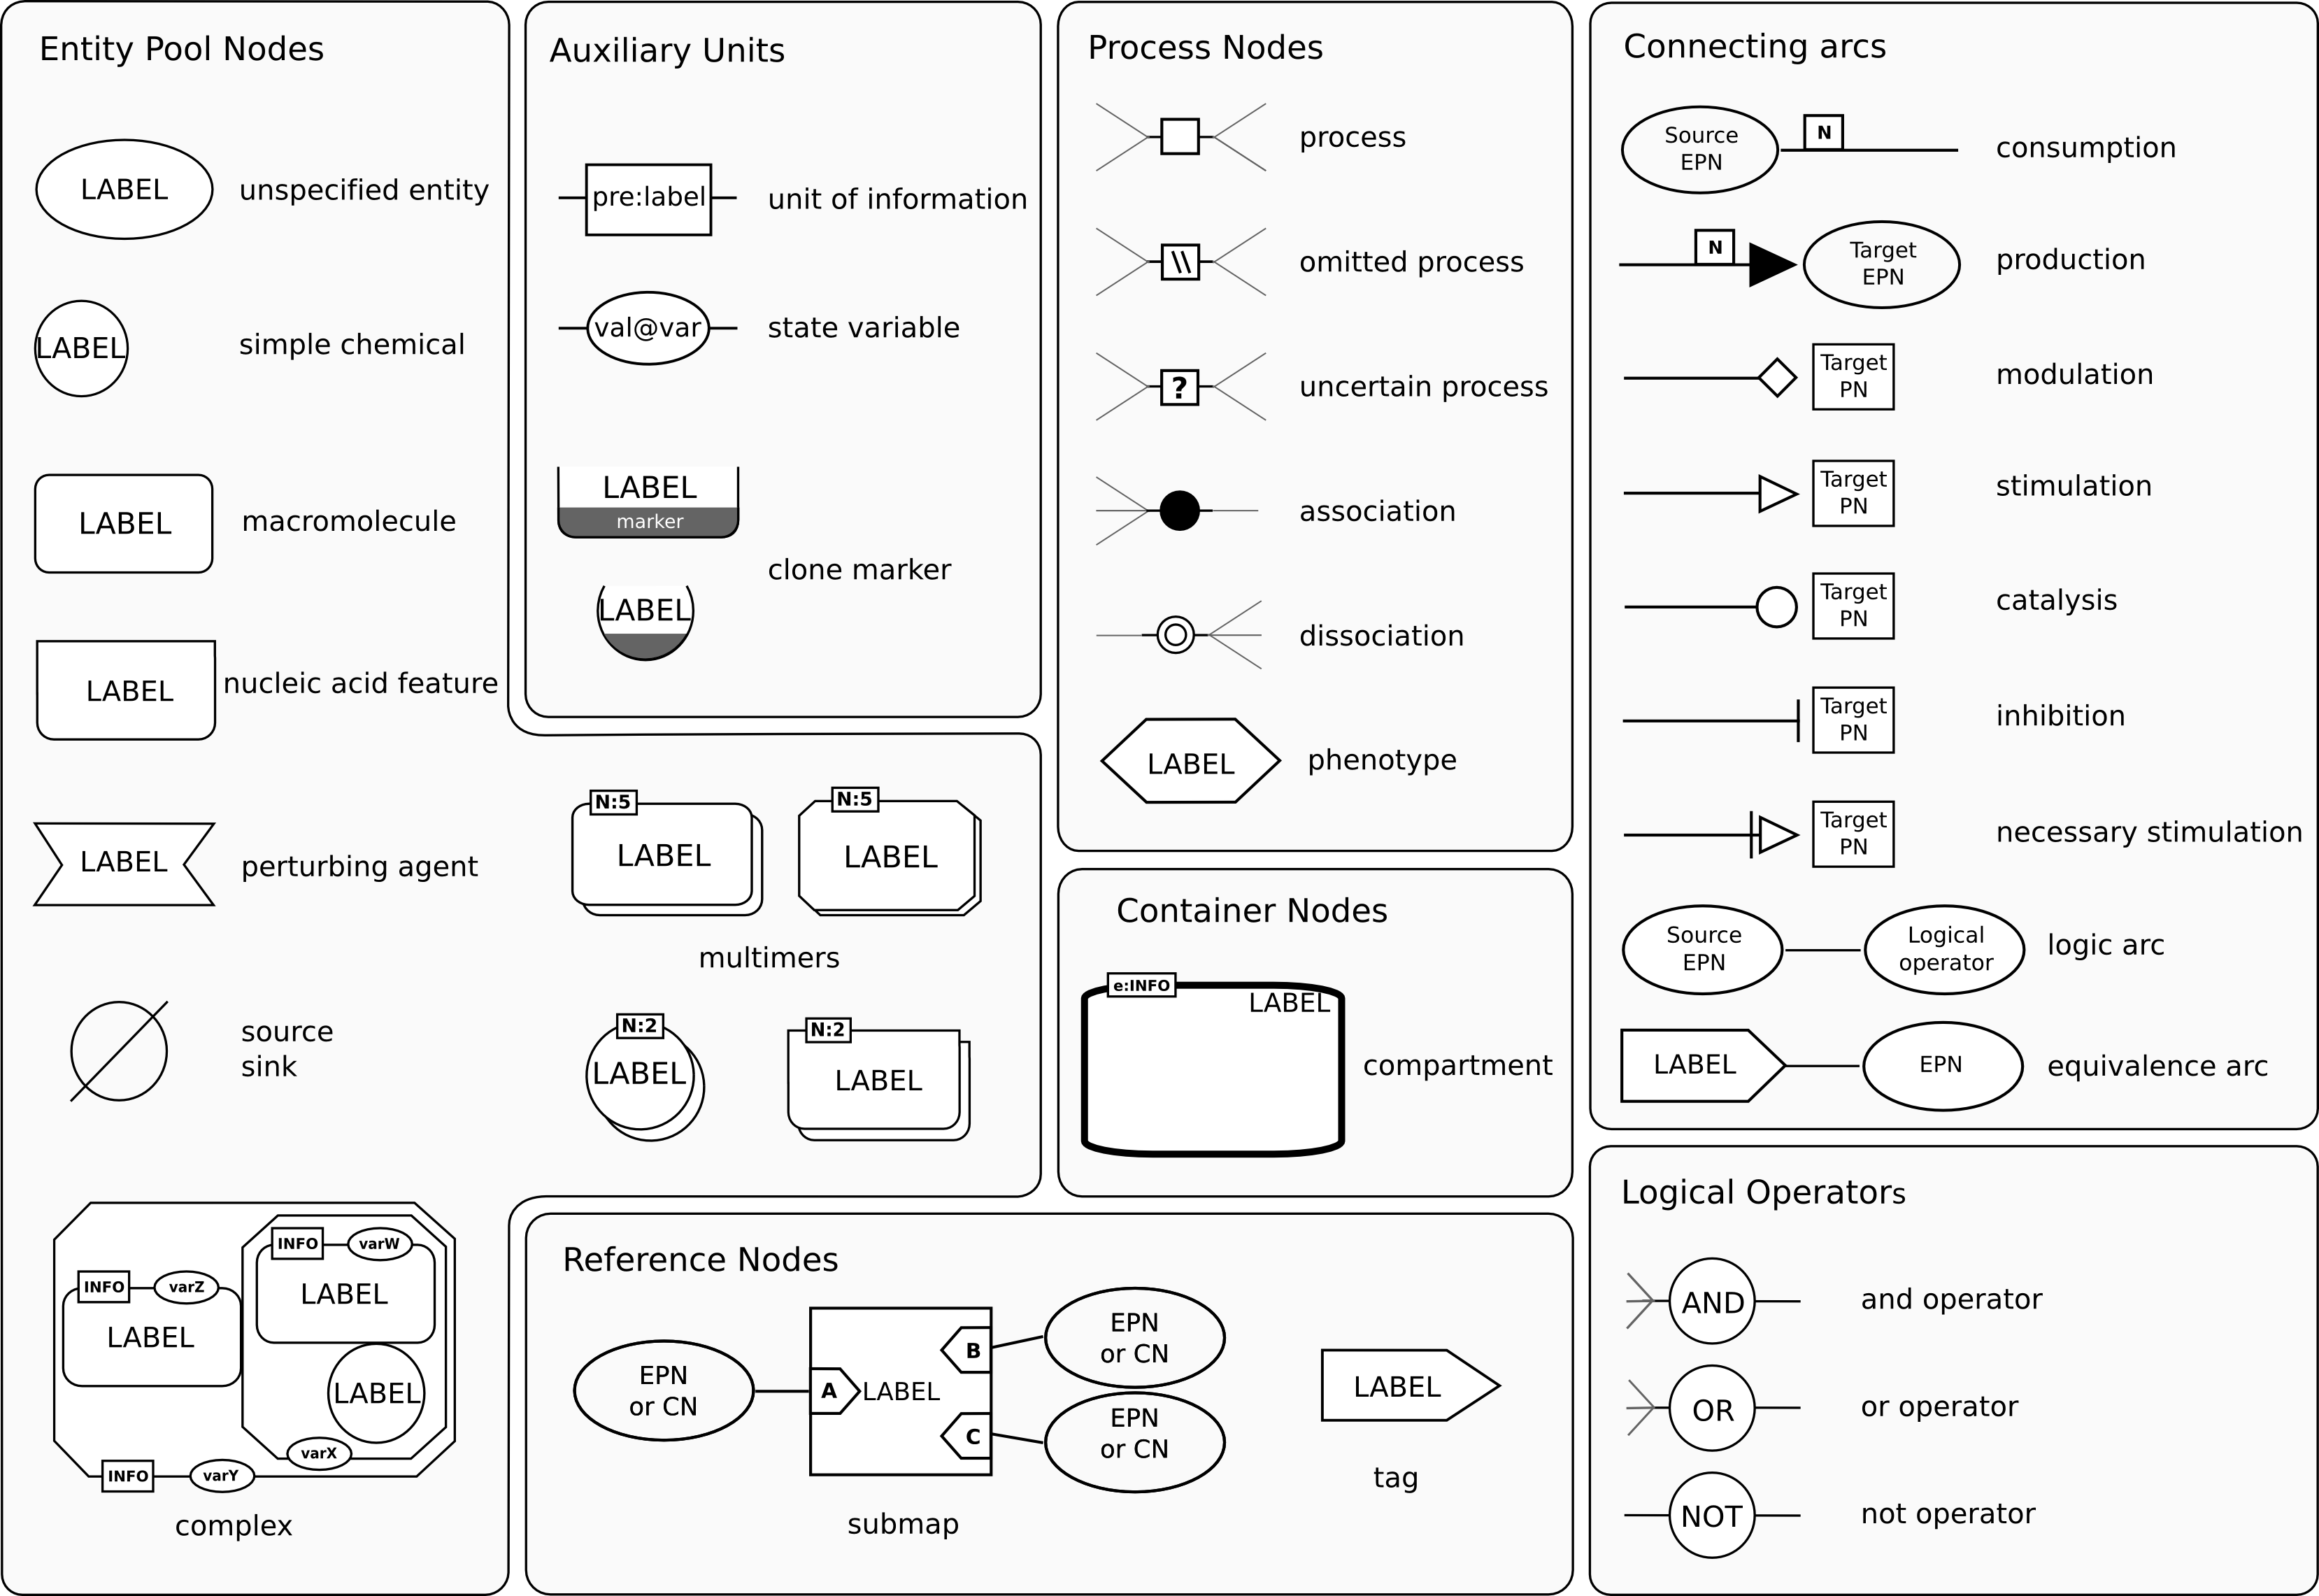 Entity Pool Nodes
LABEL
unspecified entity
LABEL
simple chemical
LABEL
macromolecule
LABEL
nucleic acid feature
LABEL
perturbing agent
source
sink
INFO
varZ
LABEL
INFO
varW
LABEL
LABEL
varX
INFO
varY
complex
N:5
LABEL
N:5
LABEL
multimers
N:2
LABEL
N:2
LABEL
Auxiliary Units
pre:label
unit of information
val@var
state variable
LABEL
marker
clone marker
LABEL
Process Nodes
process
\\
omitted process
?
uncertain process
association
dissociation
LABEL
phenotype
Container Nodes
e:INFO
LABEL
compartment
Reference Nodes
EPN
or CN
A
LABEL
B
C
EPN
or CN
EPN
or CN
submap
LABEL
tag
Connecting arcs
Source
EPN
N
consumption
N
Target
EPN
production
Target
PN
modulation
Target
PN
stimulation
Target
PN
catalysis
Target
PN
inhibition
Target
PN
necessary stimulation
Source
EPN
Logical
operator
logic arc
LABEL
EPN
equivalence arc
Logical Operators
AND
and operator
OR
or operator
NOT
not operator